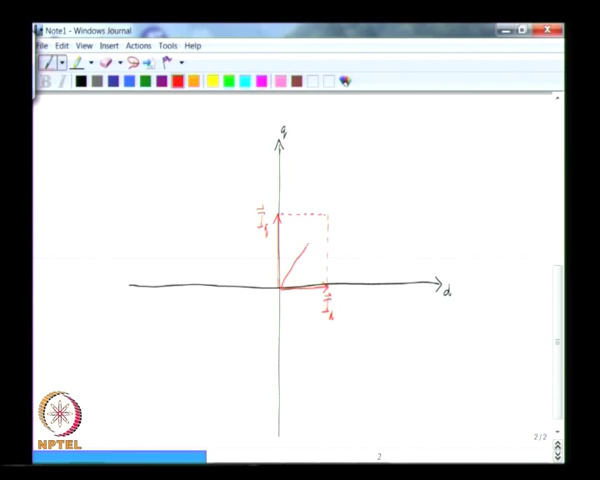 Note1 - Windows Journal
File Edit View Insert Actions Tools Help
B I
q
I⃗q
d
I⃗d
NPTEL
2/2
2